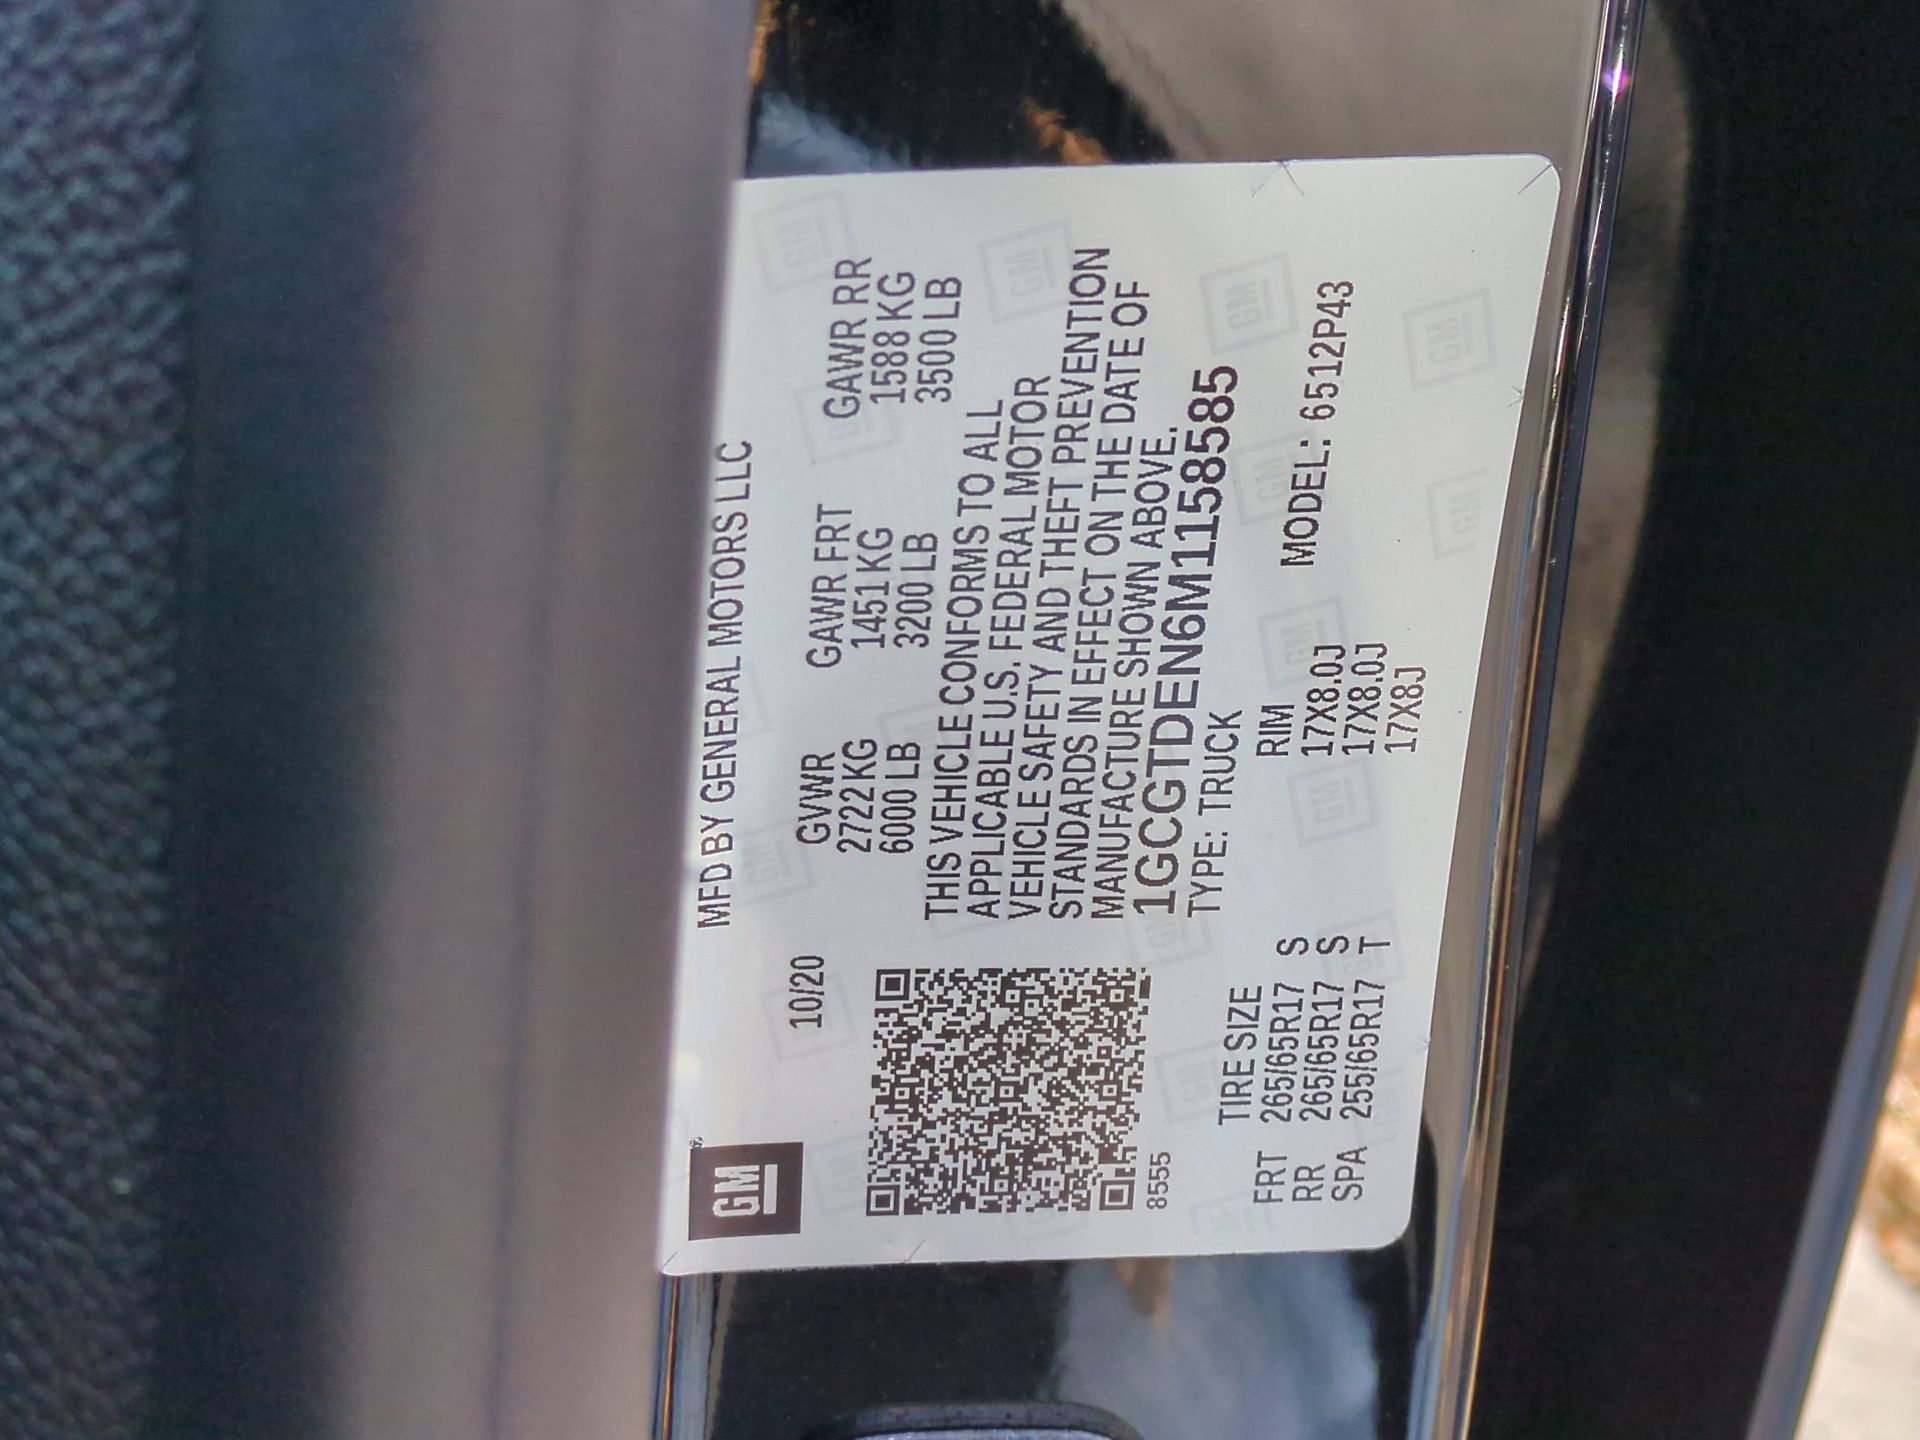 GM
MFD BY GENERAL MOTORS LLC
10/20
GVWR GAWR FRT GAWR RR
2722 KG 1451 KG 1588 KG
6000 LB 3200 LB 3500 LB
THIS VEHICLE CONFORMS TO ALL
APPLICABLE U.S. FEDERAL MOTOR
VEHICLE SAFETY AND THEFT PREVENTION
STANDARDS IN EFFECT ON THE DATE OF
MANUFACTURE SHOWN ABOVE.
1GCGTDEN6M1158585
8555
TYPE: TRUCK
TIRE SIZE RIM MODEL: 6512P43
FRT 265/65R17 S 17X8.0J
RR 265/65R17 S 17X8.0J
SPA 255/65R17 T 17X8J